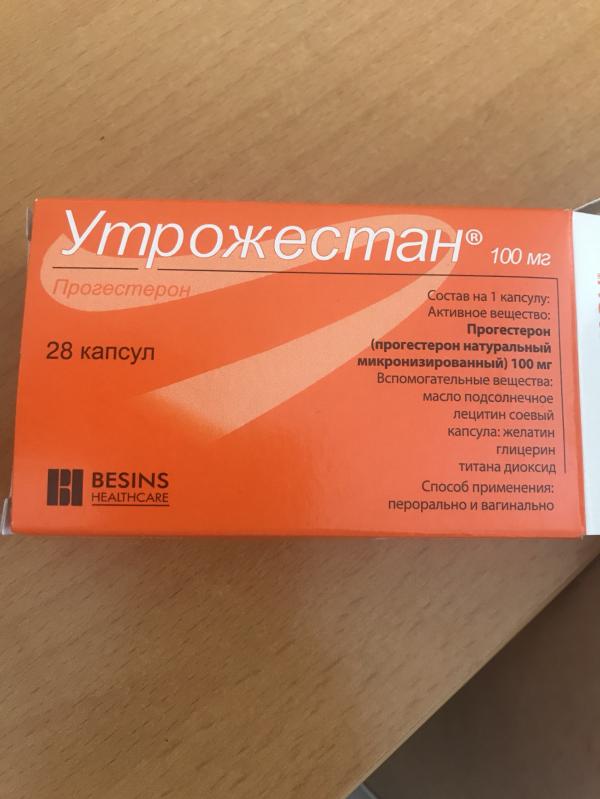 Утрожестан® 100 мг
Прогестерон
28 капсул
BESINS
HEALTHCARE
Состав на 1 капсулу:
Активное вещество:
Прогестерон
(прогестерон натуральный
микронизированный) 100 мг
Вспомогательные вещества:
масло подсолнечное
лецитин соевый
капсула: желатин
глицерин
титана диоксид
Способ применения:
перорально и вагинально